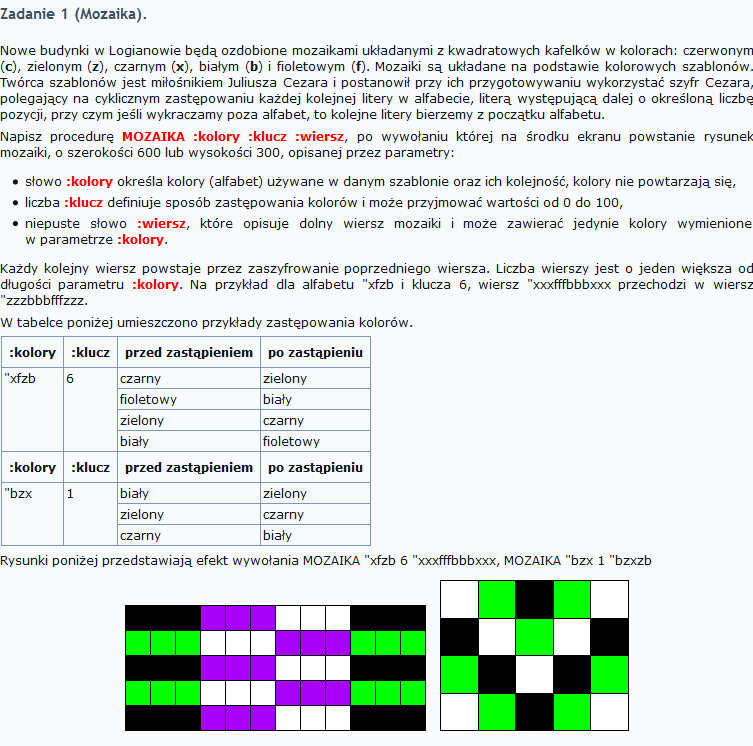 Zadanie 1 (Mozaika).
Nowe budynki w Logianowie będą ozdobione mozaikami układanymi z kwadratowych kafelków w kolorach: czerwonym
(c), zielonym (z), czarnym (x), białym (b) i fioletowym (f). Mozaiki są układane na podstawie kolorowych szablonów.
Twórca szablonów jest miłośnikiem Juliusza Cezara i postanowił przy ich przygotowywaniu wykorzystać szyfr Cezara,
polegający na cyklicznym zastępowaniu każdej kolejnej litery w alfabecie, literą występującą dalej o określoną liczbę
pozycji, przy czym jeśli wykraczamy poza alfabet, to kolejne litery bierzemy z początku alfabetu.
Napisz procedurę MOZAIKA :kolory :klucz :wiersz, po wywołaniu której na środku ekranu powstanie rysunek
mozaiki, o szerokości 600 lub wysokości 300, opisanej przez parametry:
• słowo :kolory określa kolory (alfabet) używane w danym szablonie oraz ich kolejność, kolory nie powtarzają się,
• liczba :klucz definiuje sposób zastępowania kolorów i może przyjmować wartości od 0 do 100,
• niepuste słowo :wiersz, które opisuje dolny wiersz mozaiki i może zawierać jedynie kolory wymienione
w parametrze :kolory.
Każdy kolejny wiersz powstaje przez zaszyfrowanie poprzedniego wiersza. Liczba wierszy jest o jeden większa od
długości parametru :kolory. Na przykład dla alfabetu "xfzb i klucza 6, wiersz "xxxfffbbbxxx przechodzi w wiersz
"zzzbbbfffzzz.
W tabelce poniżej umieszczono przykłady zastępowania kolorów.
:kolory :klucz przed zastąpieniem po zastąpieniu
"xfzb 6 czarny zielony
fioletowy biały
zielony czarny
biały fioletowy
:kolory :klucz przed zastąpieniem po zastąpieniu
"bzx 1 biały zielony
zielony czarny
czarny biały
Rysunki poniżej przedstawiają efekt wywołania MOZAIKA "xfzb 6 "xxxfffbbbxxx, MOZAIKA "bzx 1 "bzxzb